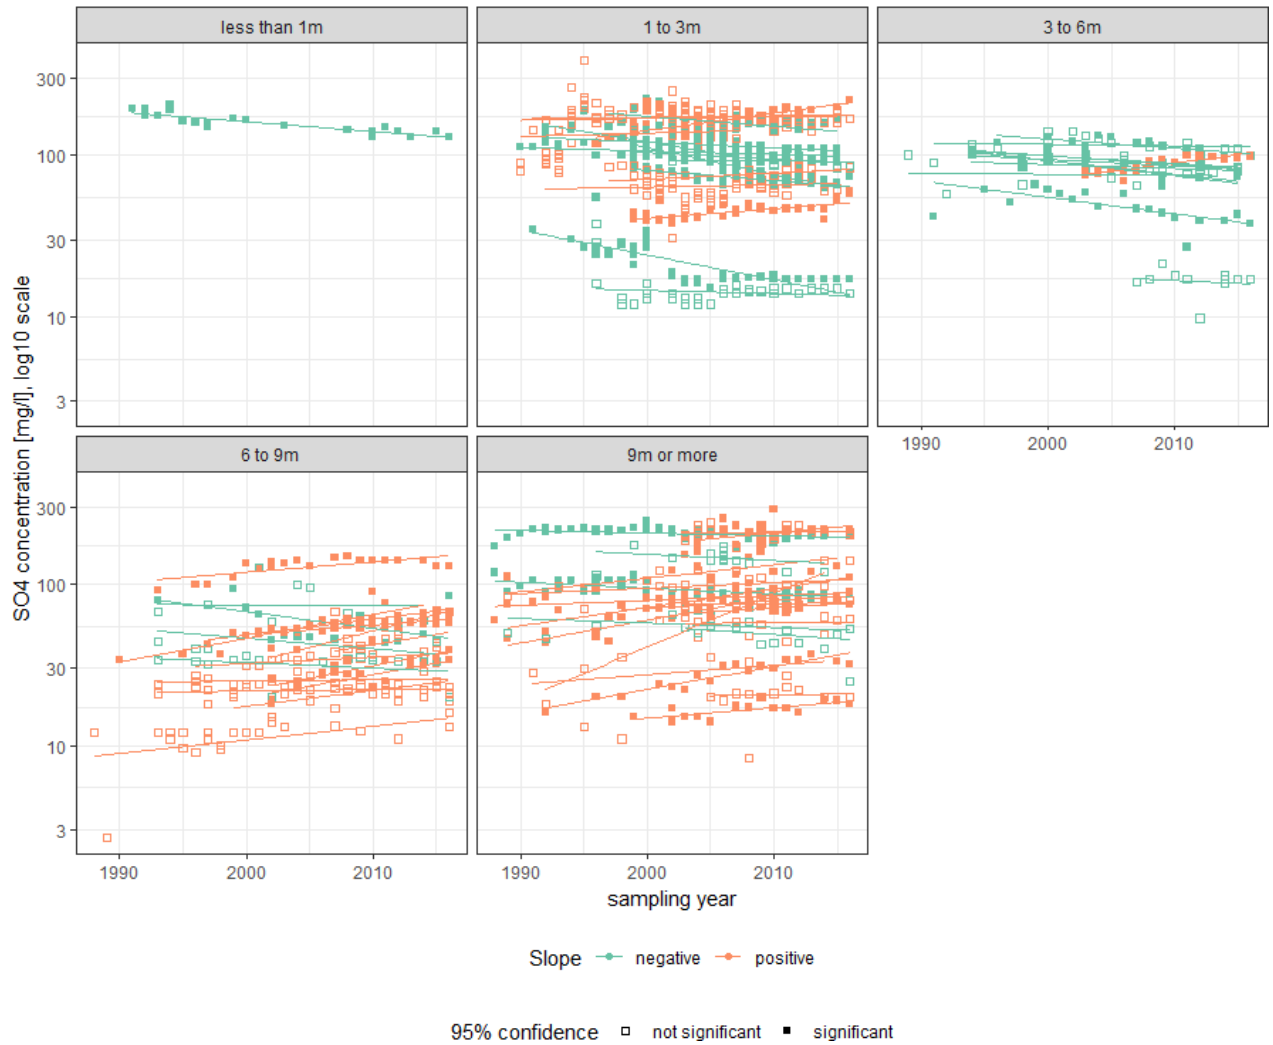 less than 1m
1 to 3m
3 to 6m
300
100
30
10
3
1990 2000 2010
6 to 9m
9m or more
300
100
30
10
3
1990 2000 2010
1990 2000 2010
SO4 concentration [mg/l], log10 scale
sampling year
Slope negative positive
95% confidence not significant significant